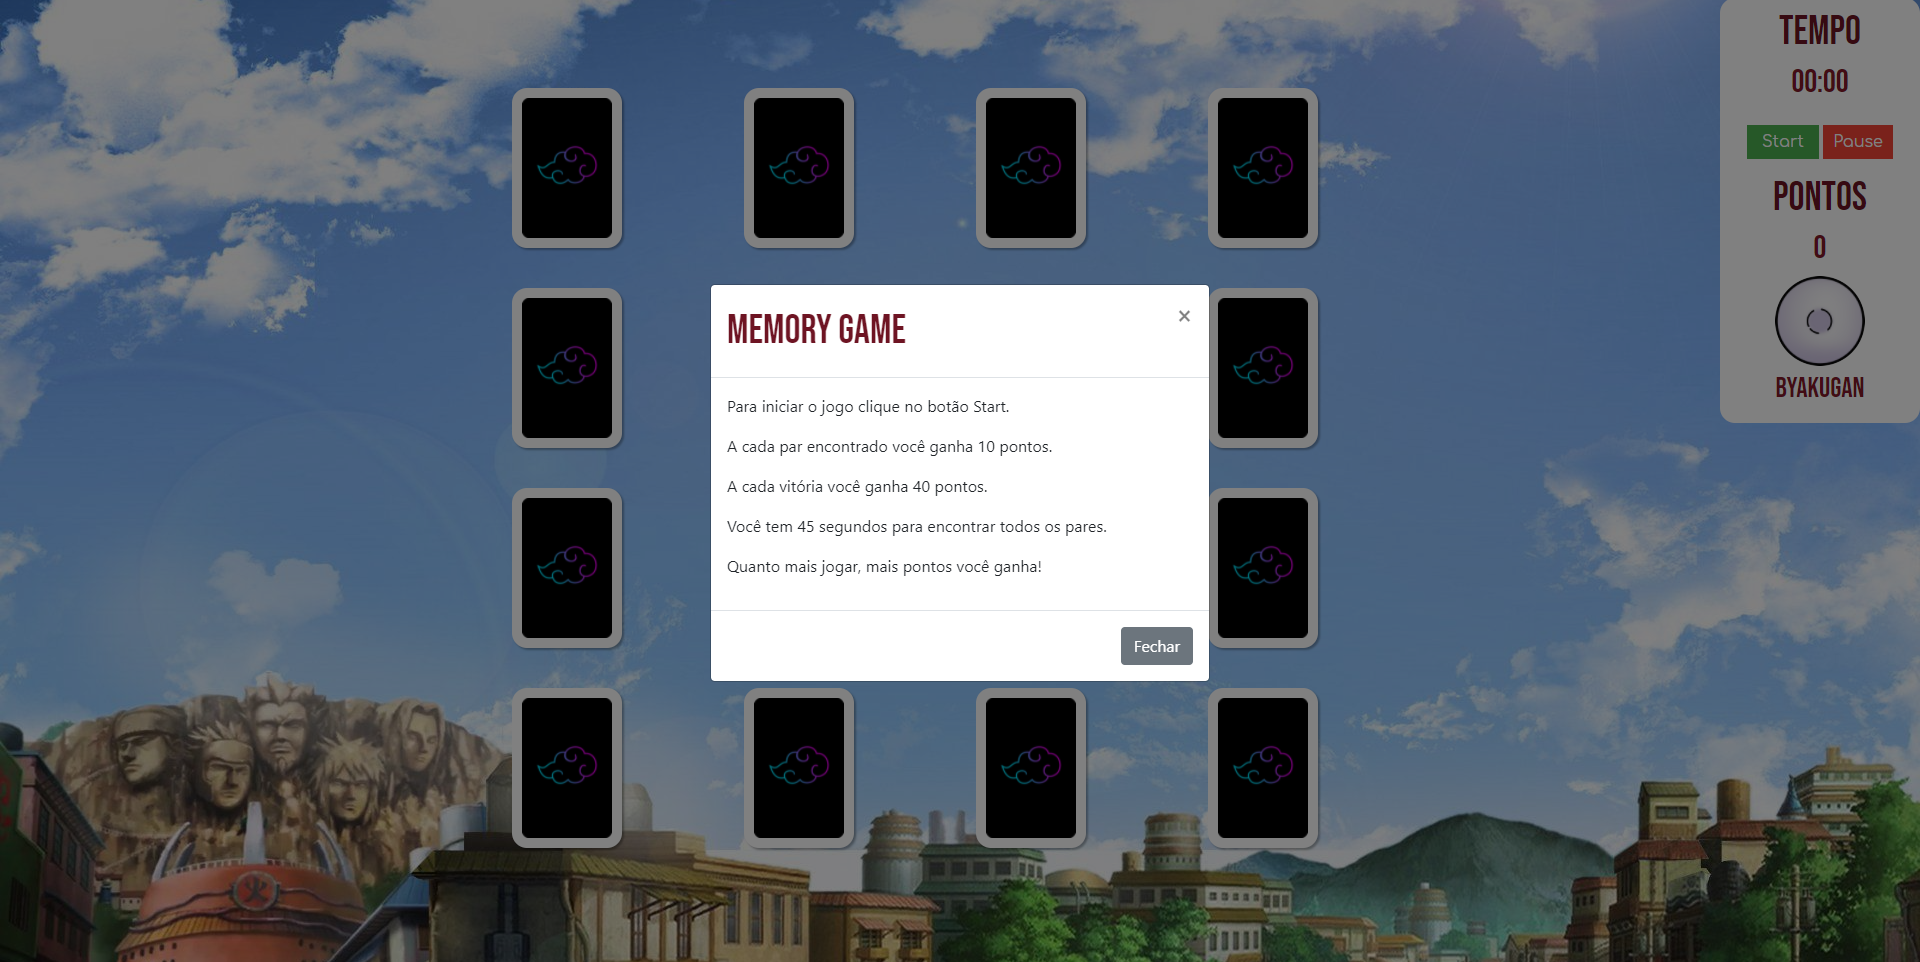 TEMPO
00:00
Start Pause
PONTOS
0
BYAKUGAN
MEMORY GAME
×
Para iniciar o jogo clique no botão Start.
A cada par encontrado você ganha 10 pontos.
A cada vitória você ganha 40 pontos.
Você tem 45 segundos para encontrar todos os pares.
Quanto mais jogar, mais pontos você ganha!
Fechar